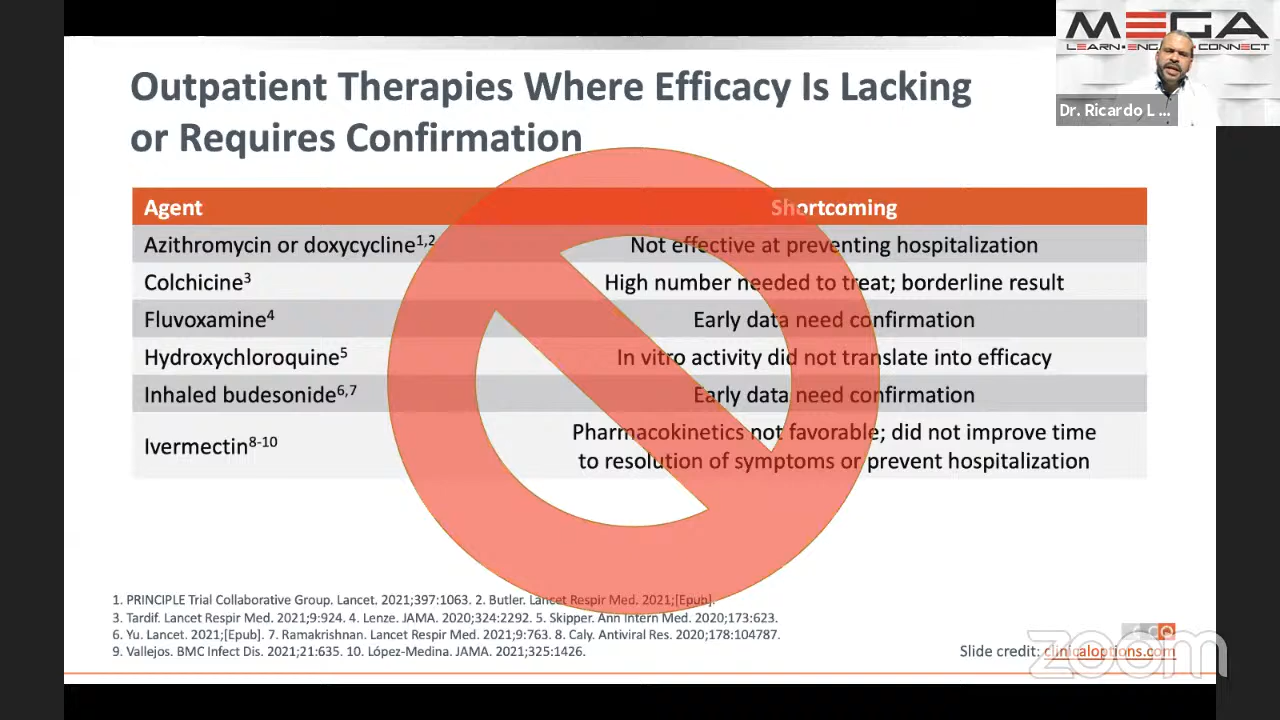 MEGA
LEARN•ENG CONNECT
Dr. Ricardo L ...
Outpatient Therapies Where Efficacy Is Lacking
or Requires Confirmation
Agent Shortcoming
Azithromycin or doxycycline1,2 Not effective at preventing hospitalization
Colchicine3 High number needed to treat; borderline result
Fluvoxamine4 Early data need confirmation
Hydroxychloroquine5 In vitro activity did not translate into efficacy
Inhaled budesonide6,7 Early data need confirmation
Ivermectin8-10 Pharmacokinetics not favorable; did not improve time
to resolution of symptoms or prevent hospitalization
1. PRINCIPLE Trial Collaborative Group. Lancet. 2021;397:1063. 2. Butler. Lancet Respir Med. 2021;[Epub].
3. Tardif. Lancet Respir Med. 2021;9:924. 4. Lenze. JAMA. 2020;324:2292. 5. Skipper. Ann Intern Med. 2020;173:623.
6. Yu. Lancet. 2021;[Epub]. 7. Ramakrishnan. Lancet Respir Med. 2021;9:763. 8. Caly. Antiviral Res. 2020;178:104787.
9. Vallejos. BMC Infect Dis. 2021;21:635. 10. López-Medina. JAMA. 2021;325:1426.
Slide credit: clinicaloptions.com
zoom